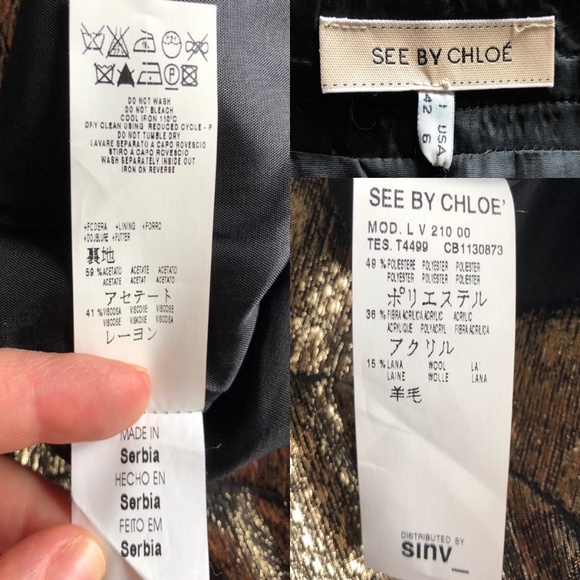 DO NOT WASH
DO NOT BLEACH
COOL IRON 110°C
DRY CLEAN USING REDUCED CYCLE - P
DO NOT TUMBLE DRY
LAVARE SEPARATO A CAPO ROVESCIO
STIRO A CAPO ROVESCIO
WASH SEPARATELY INSIDE OUT
IRON ON REVERSE
+FODERA +LINING +FORRO
+DOUBLURE +FUTTER
裏地
59 % ACETATO ACETATE ACETATO
ACETATE ACETAT ACETATO
アセテート
41 % VISCOSA VISCOSE VISCOSA
VISCOSE VISKOSE VISCOSA
レーヨン
MADE IN
Serbia
HECHO EN
Serbia
FEITO EM
Serbia
SEE BY CHLOÉ
I USA
42 6
SEE BY CHLOE'
MOD. L V 210 00
TES. T4499 CB1130873
49 % POLIESTERE POLYESTER POLIESTER
POLYESTER POLYESTER POLIESTER
ポリエステル
36 % FIBRA ACRILICA ACRYLIC ACRILICO
ACRYLIQUE POLYACRYL FIBRA ACRILICA
アクリル
15 % LANA WOOL LA'
LAINE WOLLE LANA
羊毛
DISTRIBUTED BY
sinv